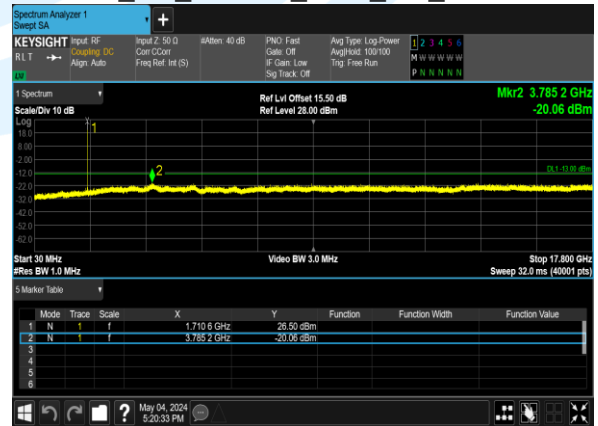 Spectrum Analyzer 1
Swept SA
+
KEYSIGHT Input: RF Input Z: 50 Ω #Atten: 40 dB PNO: Fast Avg Type: Log-Power 1 2 3 4 5 6
RLT Coupling: DC Corr CCorr Gate: Off Avg|Hold: 100/100 M W W W W W
Align: Auto Freq Ref: Int (S) IF Gain: Low Trig: Free Run
Sig Track: Off P N N N N N
LW
1 Spectrum Ref Lvl Offset 15.50 dB Mkr2 3.785 2 GHz
Scale/Div 10 dB Ref Level 28.00 dBm -20.06 dBm
Log
1
18.0
8.00
-2.00
-12.0 2 DL1 -13.00 dBm
-22.0
-32.0
-42.0
-52.0
-62.0
Start 30 MHz Video BW 3.0 MHz Stop 17.800 GHz
#Res BW 1.0 MHz Sweep 32.0 ms (40001 pts)
5 Marker Table
Mode Trace Scale X Y Function Function Width Function Value
1 N 1 f 1.710 6 GHz 26.50 dBm
2 N 1 f 3.785 2 GHz -20.06 dBm
3
4
5
6
? May 04, 2024
5:20:33 PM